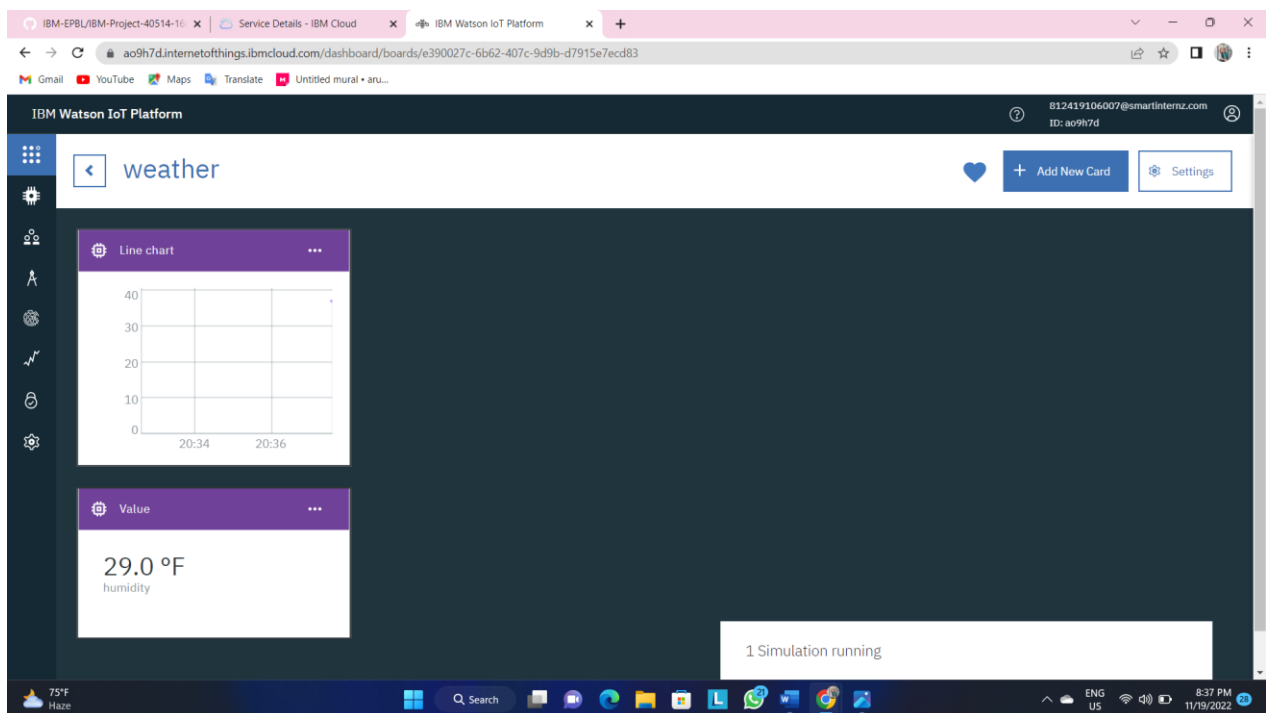 IBM-EPBL/IBM-Project-40514-16
Service Details - IBM Cloud
IBM Watson IoT Platform
ao9h7d.internetofthings.ibmcloud.com/dashboard/boards/e390027c-6b62-407c-9d9b-d7915e7ecd83
Gmail YouTube Maps Translate Untitled mural • aru...
IBM Watson IoT Platform
812419106007@smartinternz.com
ID: ao9h7d
weather
+ Add New Card
Settings
Line chart
40
30
20
10
0
20:34 20:36
Value
29.0 °F
humidity
1 Simulation running
75°F
Haze
Search
L
2
W
ENG
US
8:37 PM
11/19/2022
28